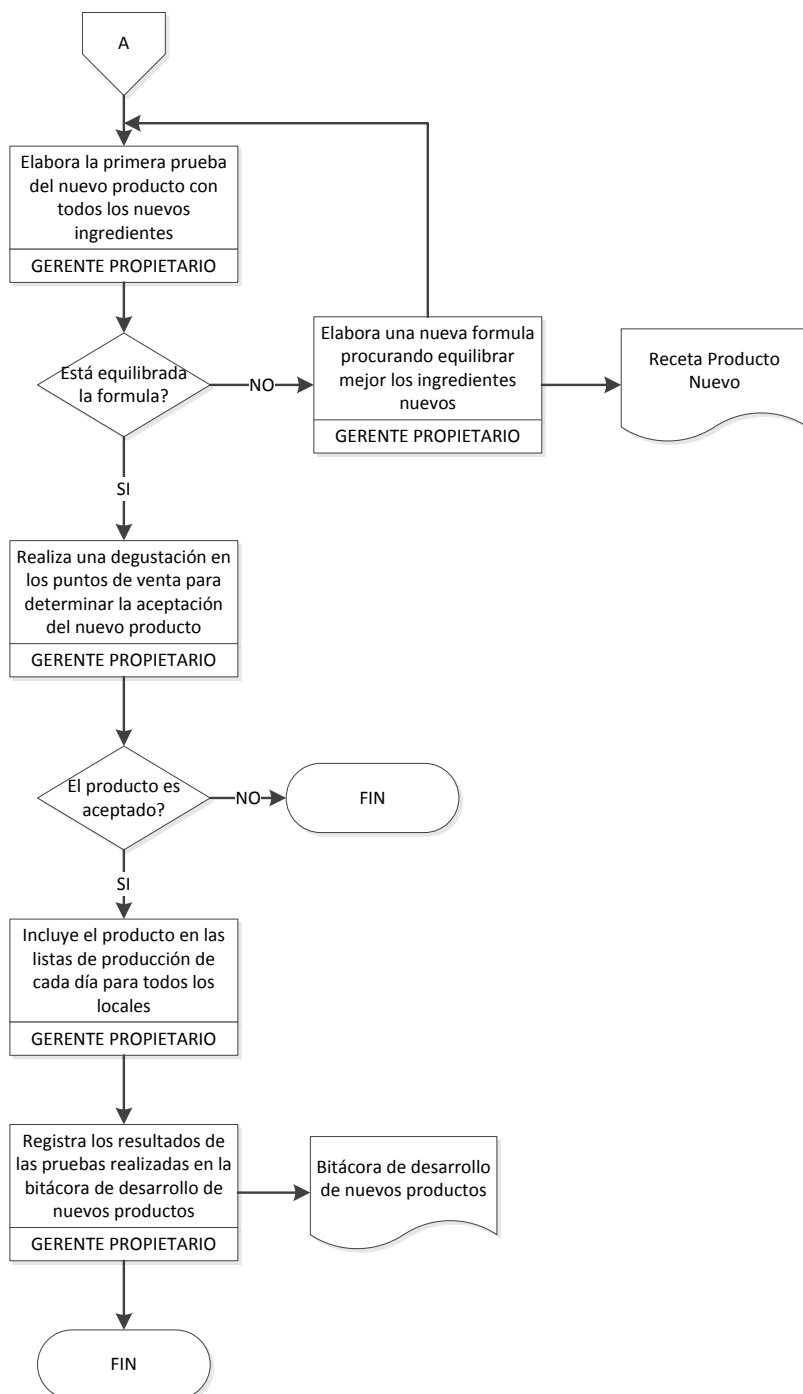 A
Elabora la primera prueba
del nuevo producto con
todos los nuevos
ingredientes
GERENTE PROPIETARIO
Está equilibrada
la formula?
NO
Elabora una nueva formula
procurando equilibrar
mejor los ingredientes
nuevos
GERENTE PROPIETARIO
Receta Producto
Nuevo
SI
Realiza una degustación en
los puntos de venta para
determinar la aceptación
del nuevo producto
GERENTE PROPIETARIO
El producto es
aceptado?
NO
FIN
SI
Incluye el producto en las
listas de producción de
cada día para todos los
locales
GERENTE PROPIETARIO
Registra los resultados de
las pruebas realizadas en la
bitácora de desarrollo de
nuevos productos
GERENTE PROPIETARIO
Bitácora de desarrollo
de nuevos productos
FIN